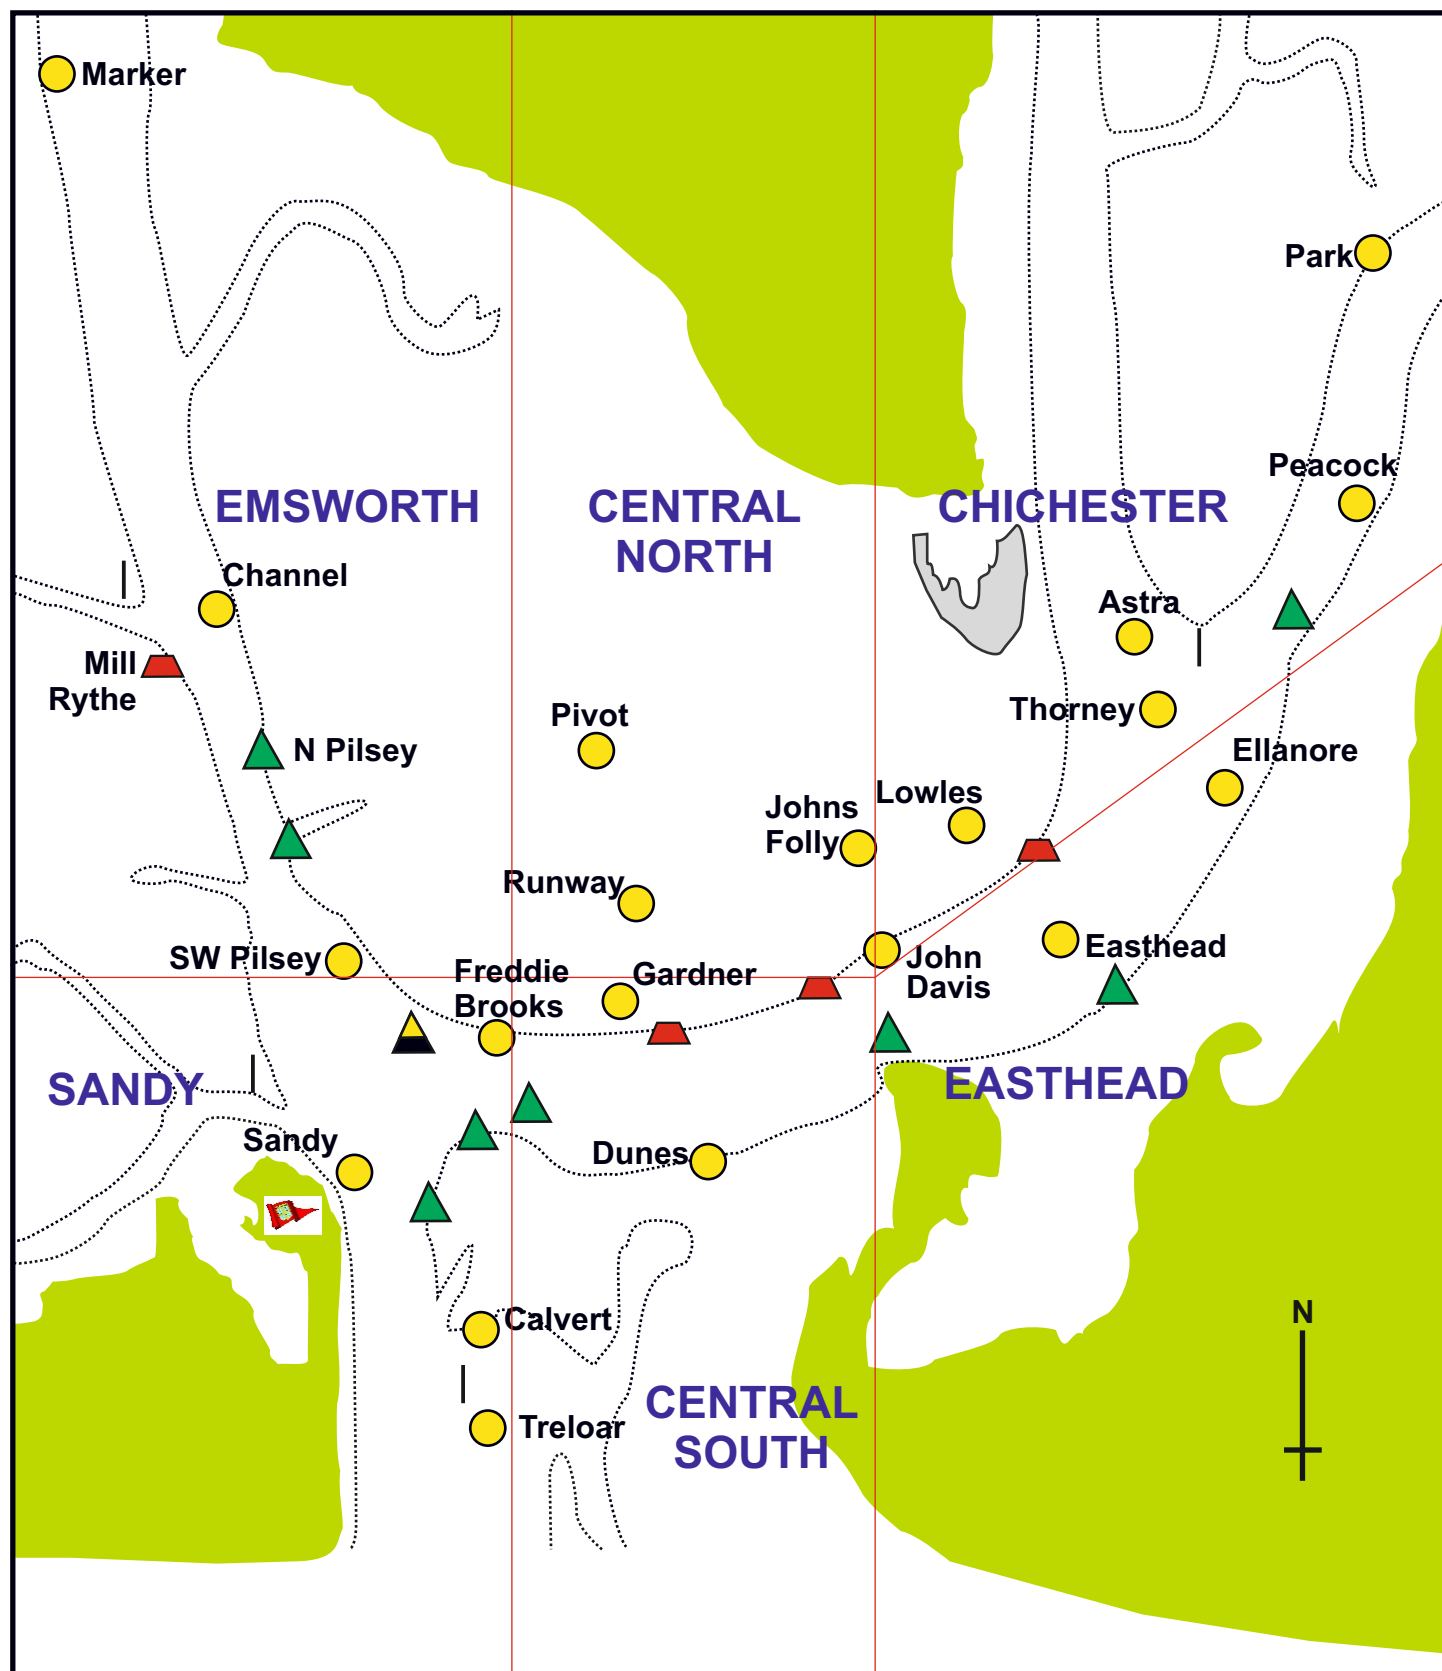 Marker
Park
Peacock
EMSWORTH
CENTRAL
NORTH
CHICHESTER
Channel
Astra
Mill
Rythe
Thorney
Pivot
N Pilsey
Ellanore
Lowles
Johns
Folly
Runway
SW Pilsey
Freddie
Brooks
Gardner
John
Davis
Easthead
SANDY
EASTHEAD
Sandy
Dunes
Calvert
N
CENTRAL
SOUTH
Treloar